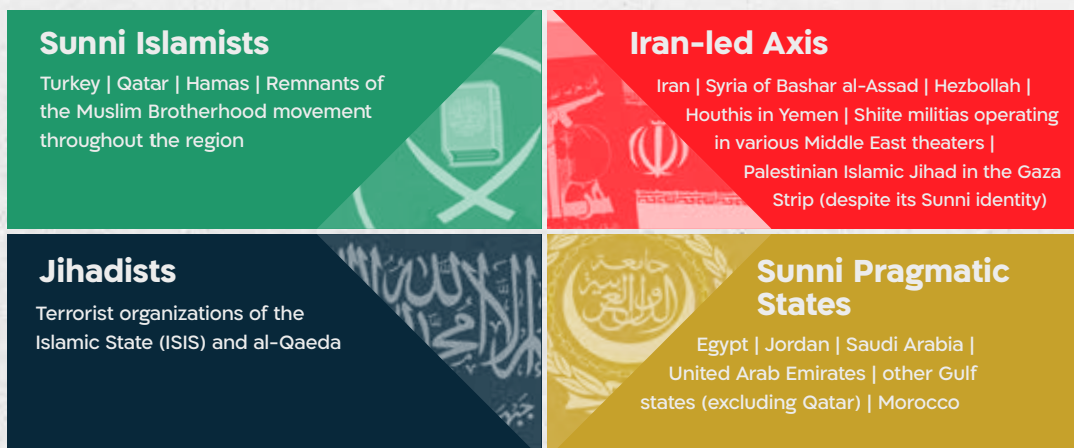 Sunni Islamists
Turkey | Qatar | Hamas | Remnants of
the Muslim Brotherhood movement
throughout the region
Iran-led Axis
Iran | Syria of Bashar al-Assad | Hezbollah |
Houthis in Yemen | Shiite militias operating
in various Middle East theaters |
Palestinian Islamic Jihad in the Gaza
Strip (despite its Sunni identity)
Jihadists
Terrorist organizations of the
Islamic State (ISIS) and al-Qaeda
Sunni Pragmatic
States
جامعة
الدول العربية
Egypt | Jordan | Saudi Arabia |
United Arab Emirates | other Gulf
states (excluding Qatar) | Morocco